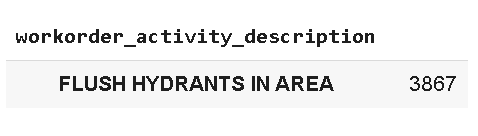 workorder_activity_description
FLUSH HYDRANTS IN AREA 3867